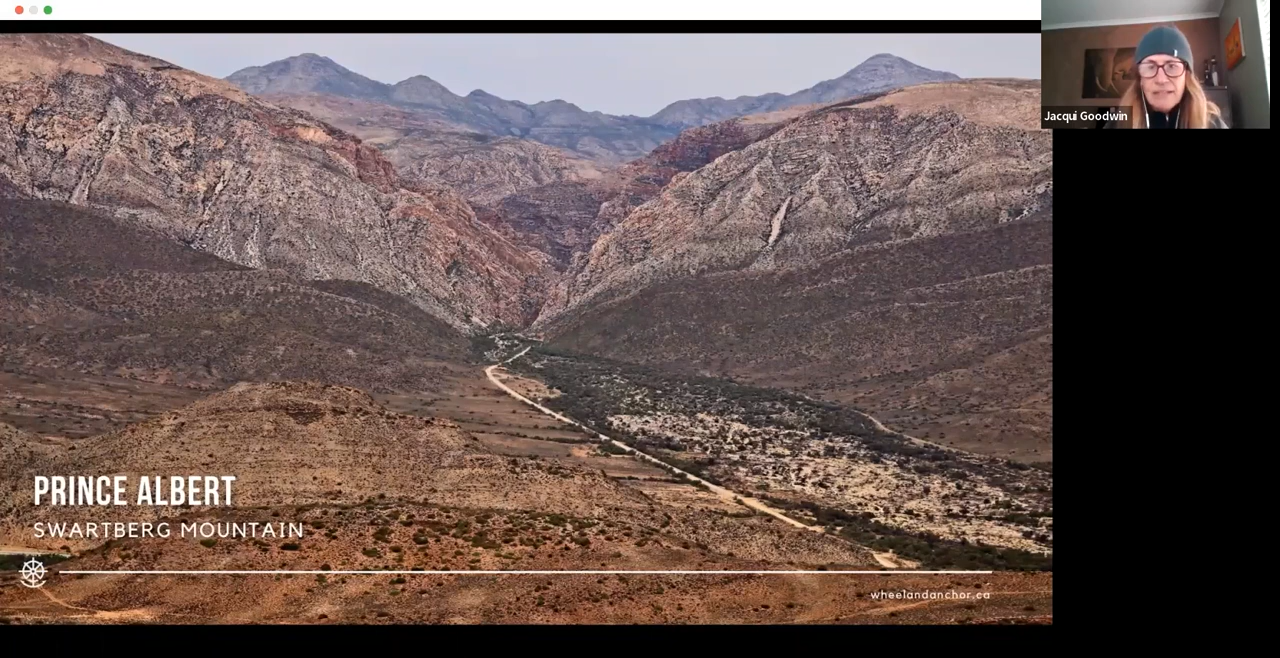 Jacqui Goodwin
PRINCE ALBERT
SWARTBERG MOUNTAIN
wheelandanchor.ca